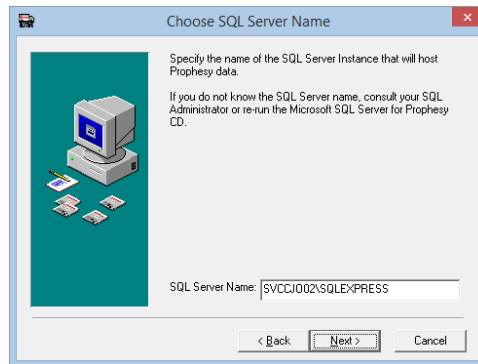 Choose SQL Server Name
Specify the name of the SQL Server Instance that will host
Prophesy data.
If you do not know the SQL Server name, consult your SQL
Administrator or re-run the Microsoft SQL Server for Prophesy
CD.
SQL Server Name: SVCCJO02\SQLEXPRESS
< Back Next > Cancel